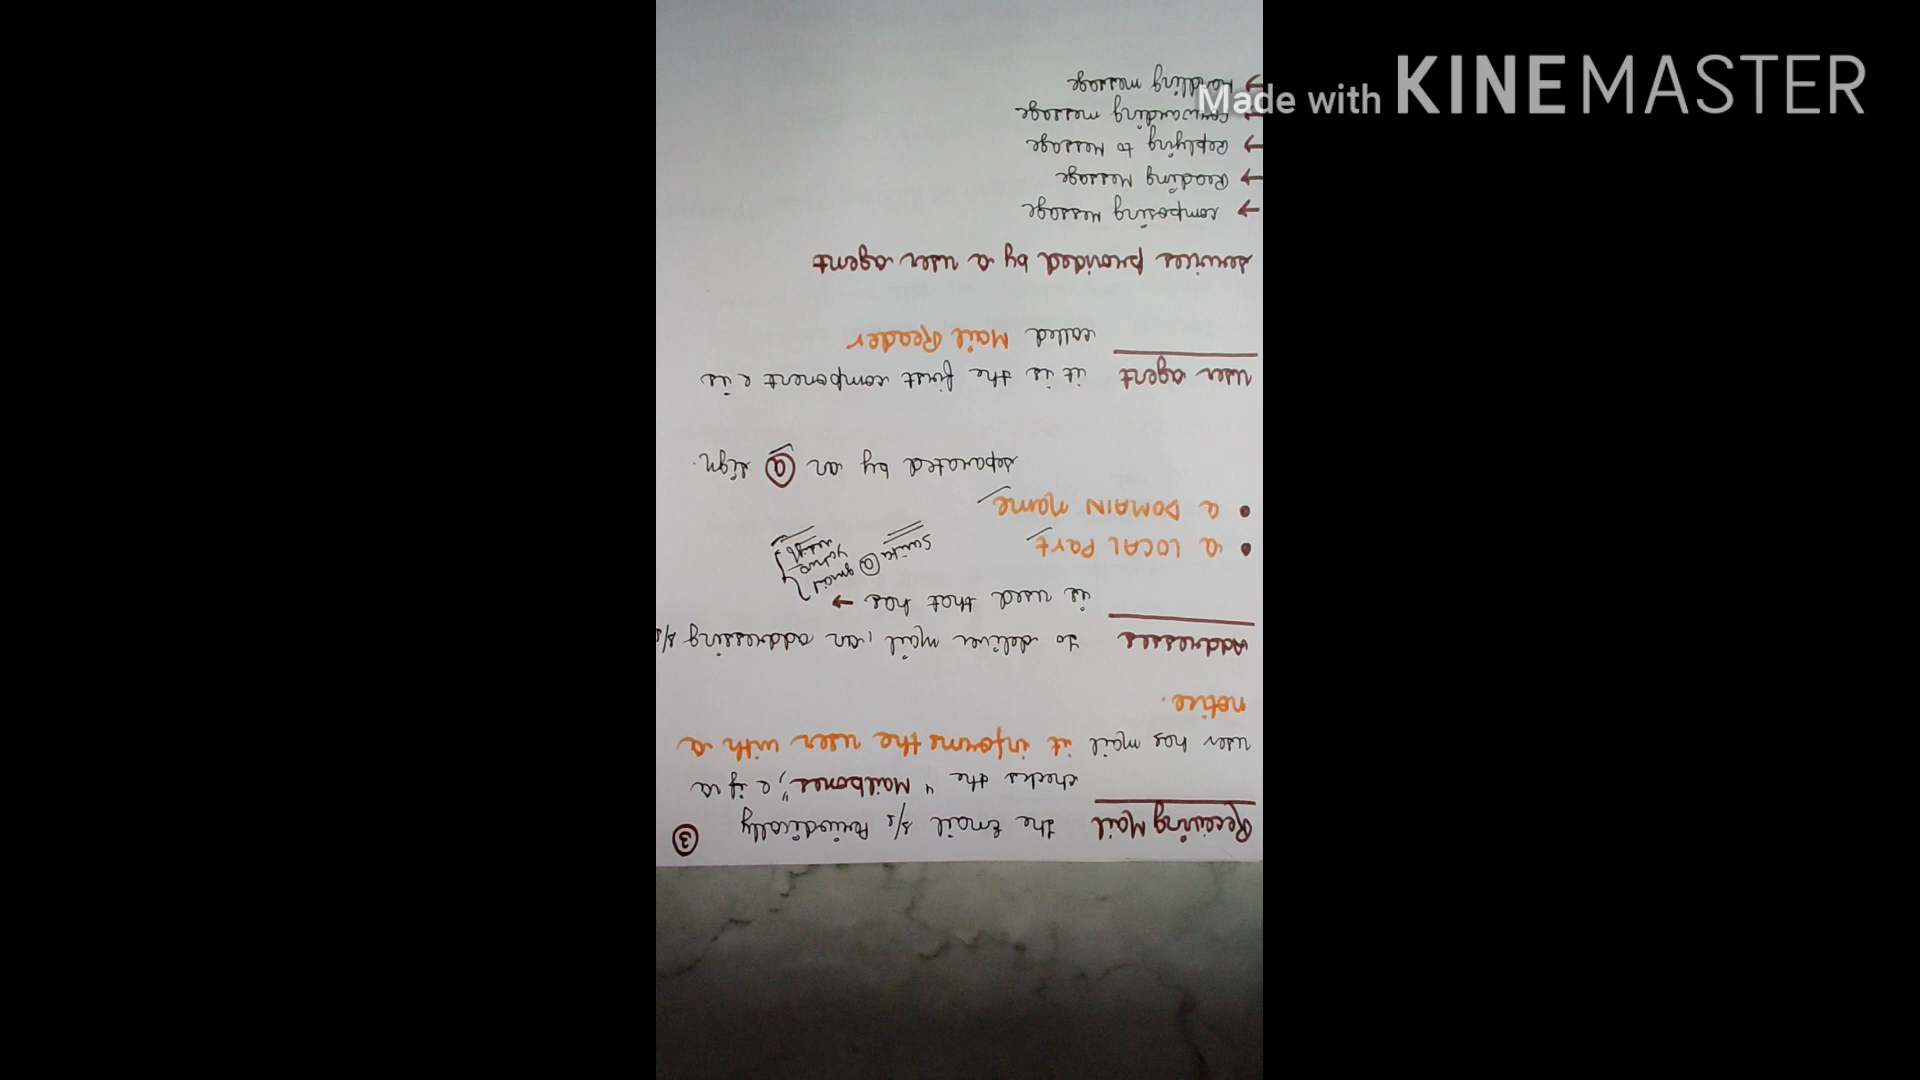 Made with KINEMASTER
③
Receiving Mail the Email s/s Periodically
checks the "Mailboxes", & if a
user has mail it informs the user with a
notice.
Addresses To deliver mail, an addressing s/s
is used that has →
• a LOCAL Part
Sunita @ gmail
yahoo
• a DOMAIN name
separated by an @ sign.
user agent it is the first component & is
called Mail Reader
services provided by a user agent
→ composing Message
→ Reading Message
→ Replying to Message
→ Forwarding message
→ Handling message